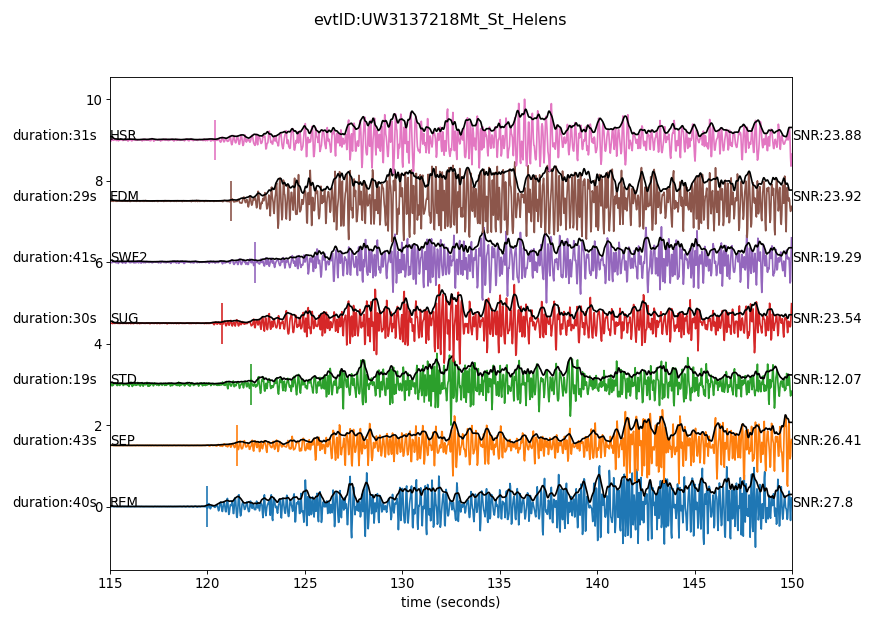 evtID:UW3137218Mt_St_Helens
10
duration:31s HSR SNR:23.88
8
duration:29s EDM SNR:23.92
duration:41s SWF2 SNR:19.29
6
duration:30s SUG SNR:23.54
4
duration:19s STD SNR:12.07
2
duration:43s SEP SNR:26.41
duration:40s REM SNR:27.8
0
115 120 125 130 135 140 145 150
time (seconds)